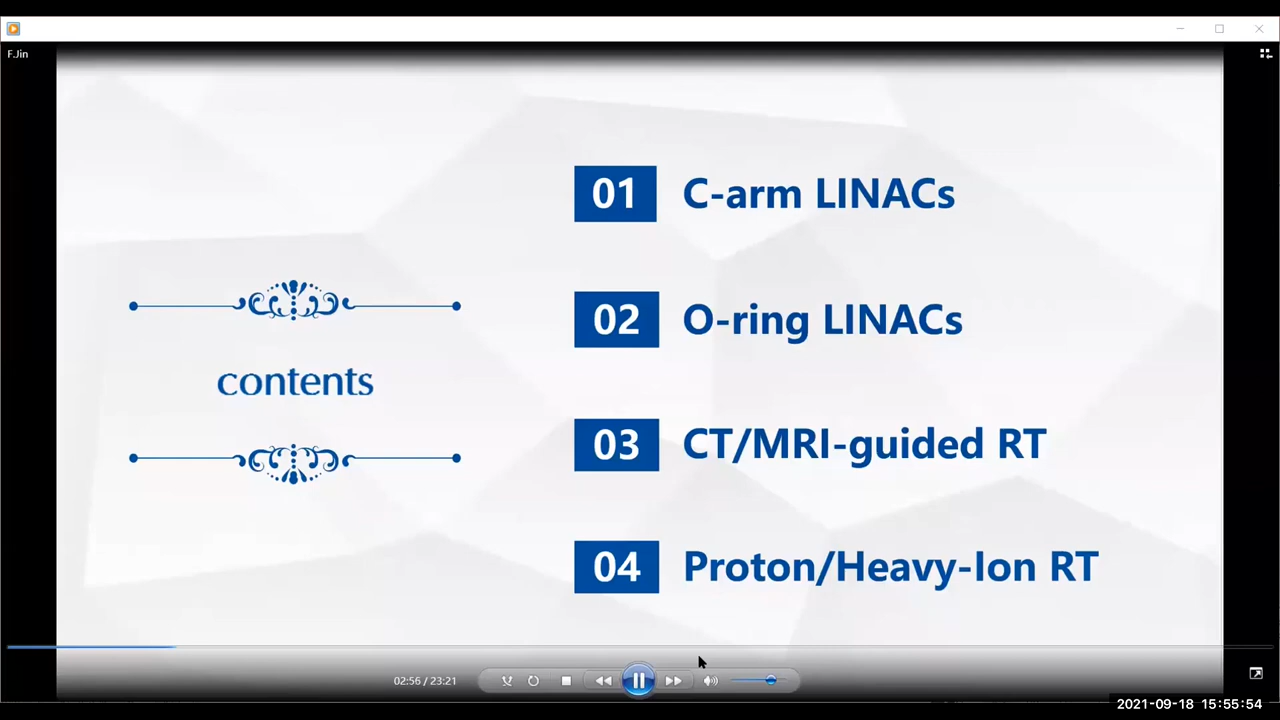 F.Jin
01 C-arm LINACs
02 O-ring LINACs
contents
03 CT/MRI-guided RT
04 Proton/Heavy-Ion RT
02:56 / 23:21
2021-09-18 15:55:54